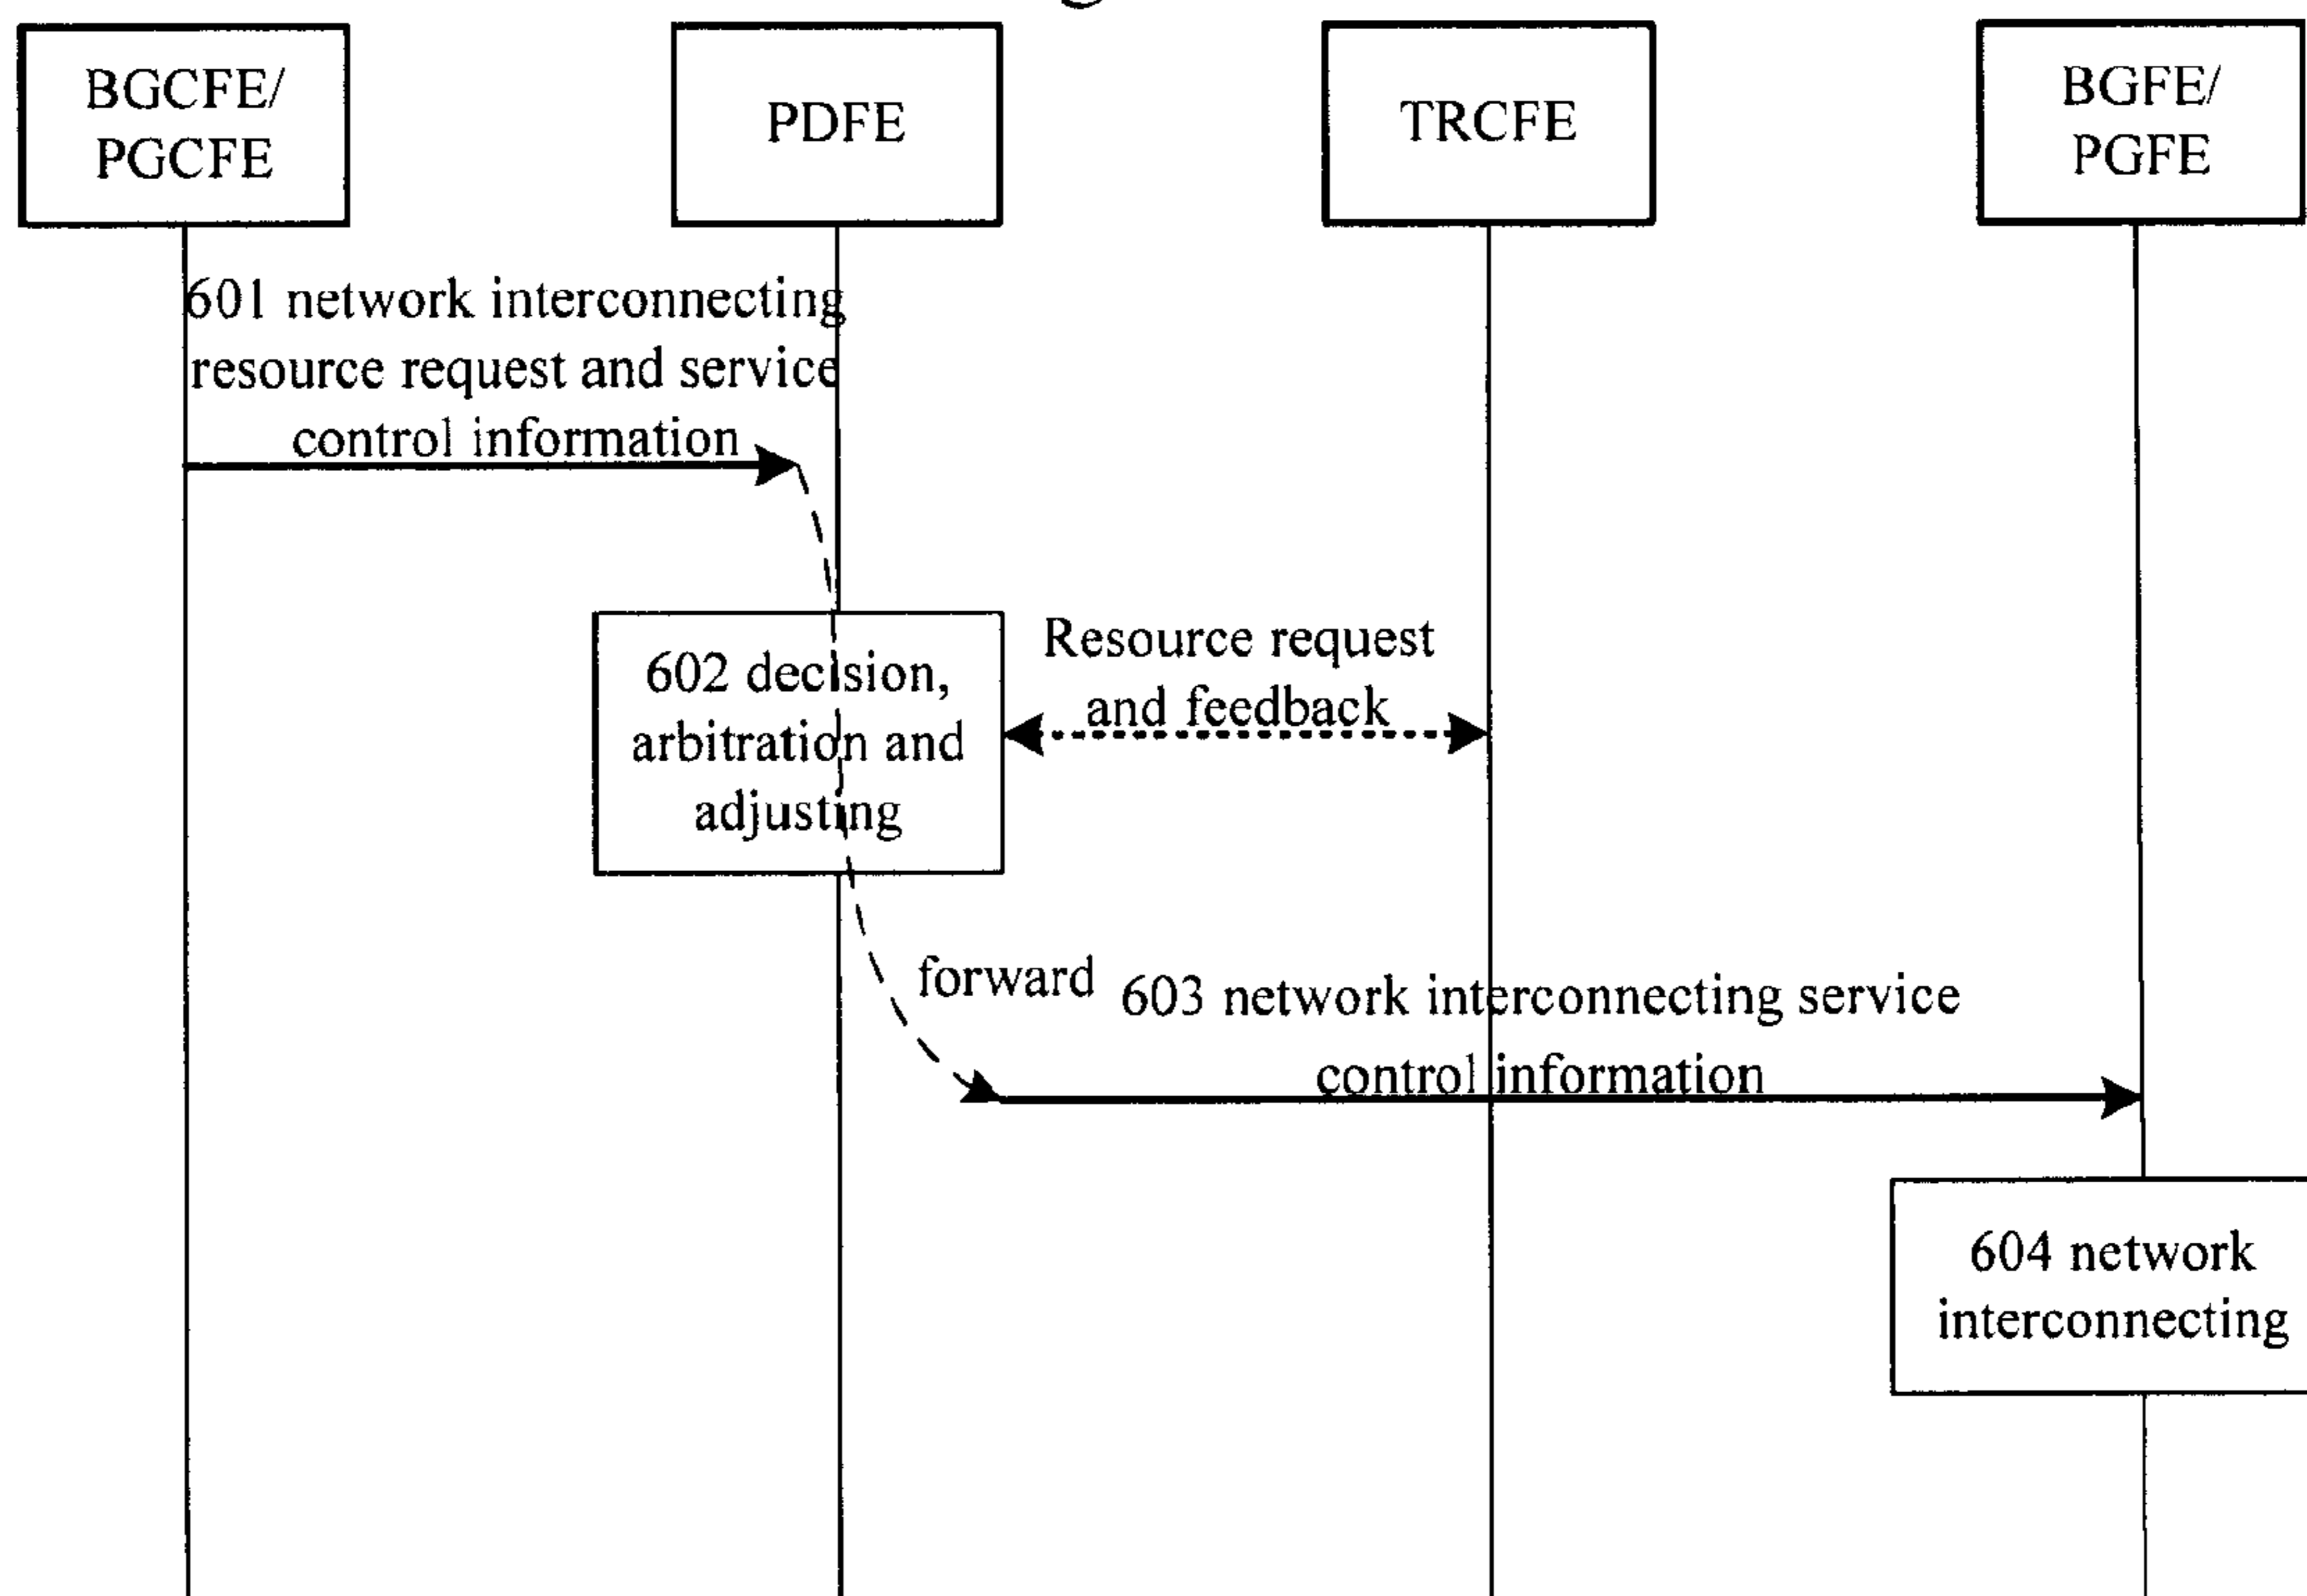 BGCFE/
PGCFE
PDFE
TRCFE
BGFE/
PGFE
601 network interconnecting
resource request and service
control information
602 decision,
arbitration and
adjusting
Resource request
and feedback
forward
603 network interconnecting service
control information
604 network
interconnecting